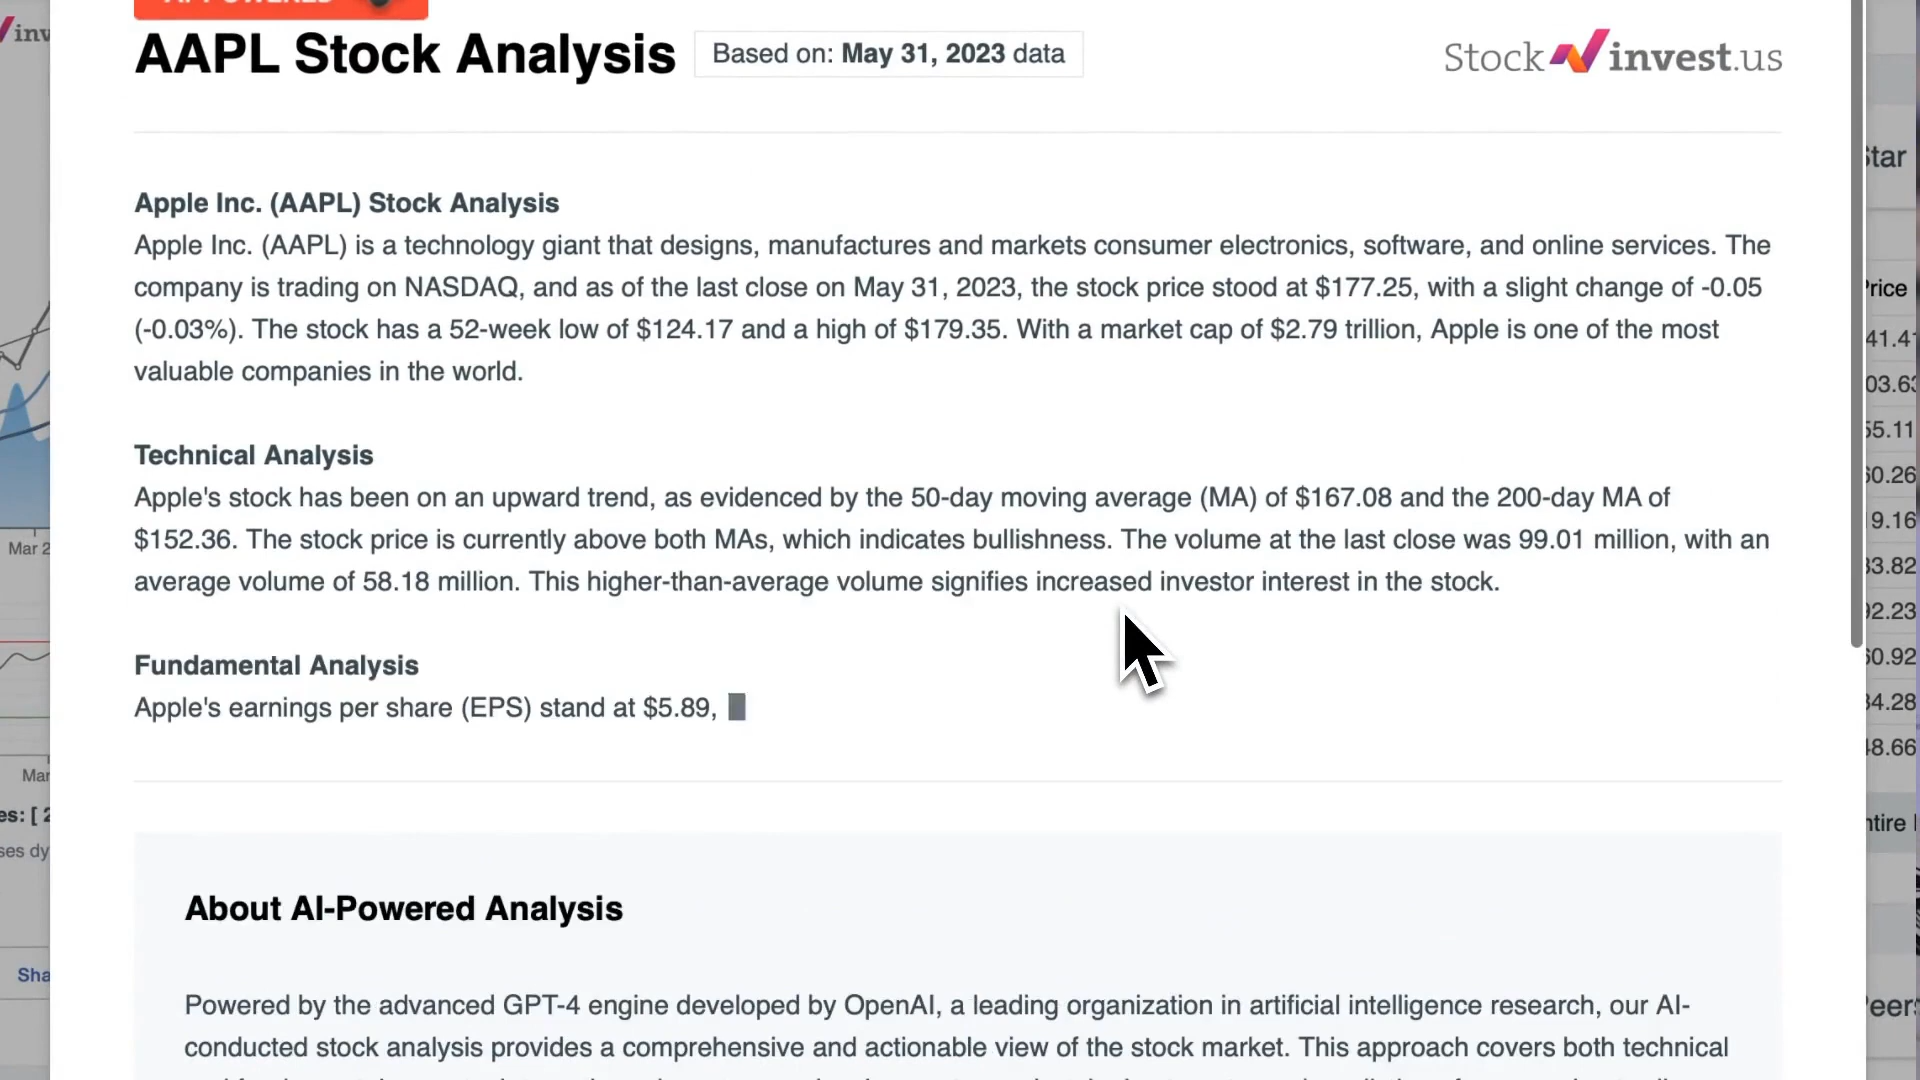 AAPL Stock Analysis
Based on: May 31, 2023 data
Stock invest.us
Apple Inc. (AAPL) Stock Analysis
Apple Inc. (AAPL) is a technology giant that designs, manufactures and markets consumer electronics, software, and online services. The
company is trading on NASDAQ, and as of the last close on May 31, 2023, the stock price stood at $177.25, with a slight change of -0.05
(-0.03%). The stock has a 52-week low of $124.17 and a high of $179.35. With a market cap of $2.79 trillion, Apple is one of the most
valuable companies in the world.
Technical Analysis
Apple's stock has been on an upward trend, as evidenced by the 50-day moving average (MA) of $167.08 and the 200-day MA of
$152.36. The stock price is currently above both MAs, which indicates bullishness. The volume at the last close was 99.01 million, with an
average volume of 58.18 million. This higher-than-average volume signifies increased investor interest in the stock.
Fundamental Analysis
Apple's earnings per share (EPS) stand at $5.89,
About AI-Powered Analysis
Powered by the advanced GPT-4 engine developed by OpenAI, a leading organization in artificial intelligence research, our AI-
conducted stock analysis provides a comprehensive and actionable view of the stock market. This approach covers both technical